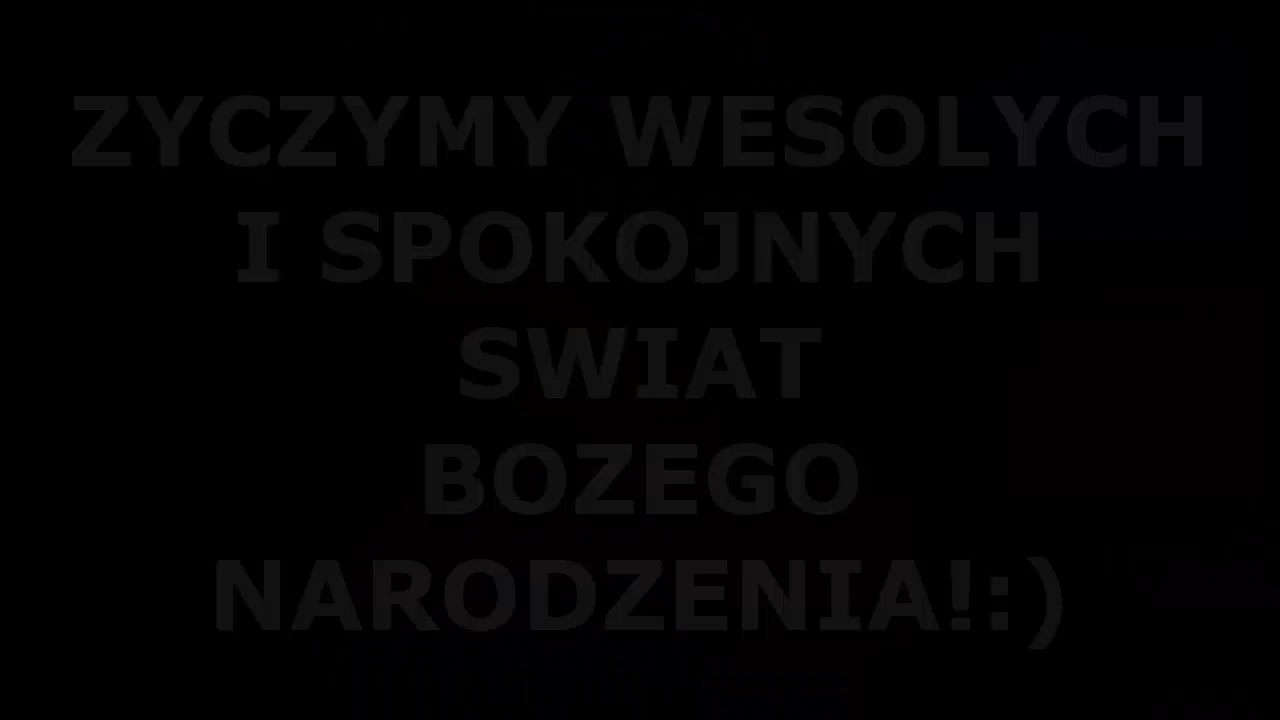 ZYCZYMY WESOLYCH
I SPOKOJNYCH
SWIAT
BOZEGO
NARODZENIA!:)